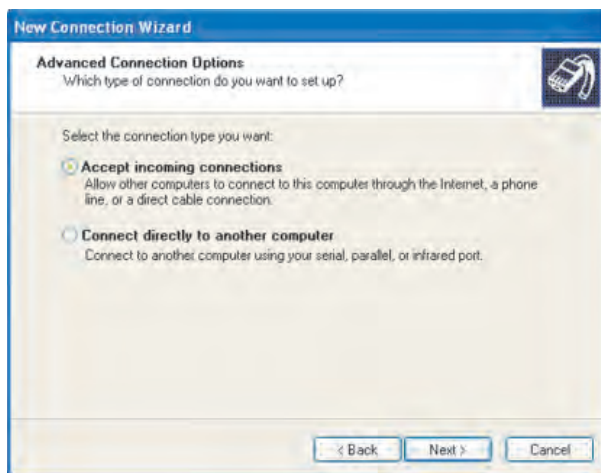 New Connection Wizard
Advanced Connection Options
Which type of connection do you want to set up?
Select the connection type you want:
Accept incoming connections
Allow other computers to connect to this computer through the Internet, a phone
line, or a direct cable connection.
Connect directly to another computer
Connect to another computer using your serial, parallel, or infrared port.
< Back Next > Cancel